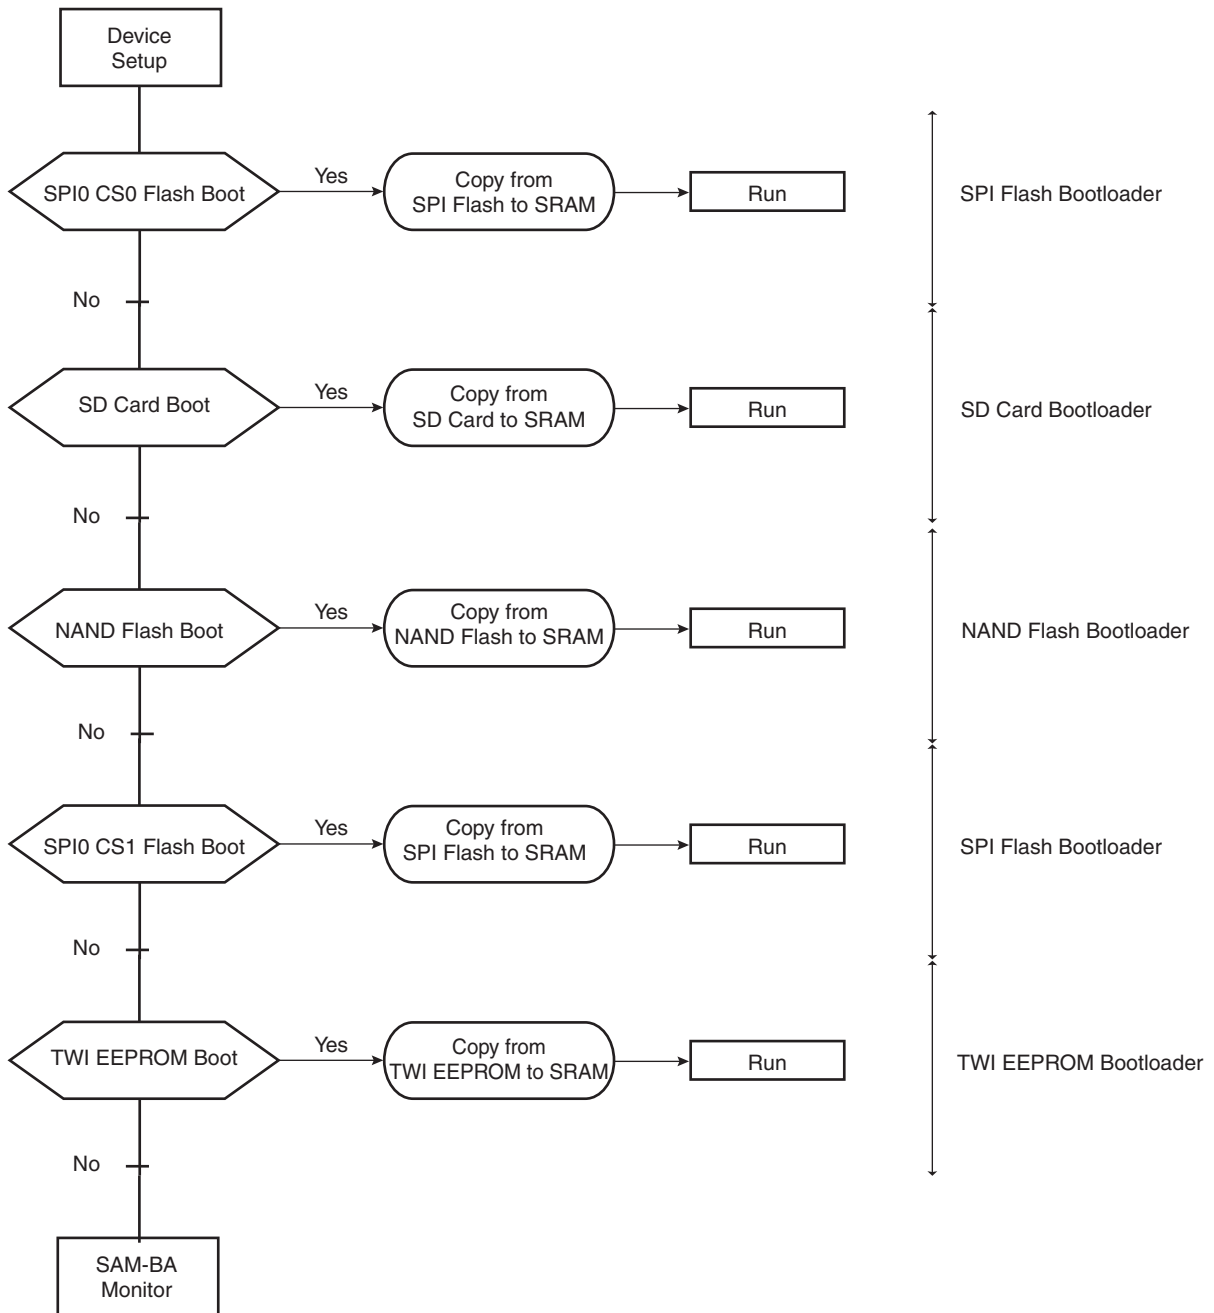 Device
Setup
SPI0 CS0 Flash Boot
Yes
Copy from
SPI Flash to SRAM
Run
SPI Flash Bootloader
No
SD Card Boot
Yes
Copy from
SD Card to SRAM
Run
SD Card Bootloader
No
NAND Flash Boot
Yes
Copy from
NAND Flash to SRAM
Run
NAND Flash Bootloader
No
SPI0 CS1 Flash Boot
Yes
Copy from
SPI Flash to SRAM
Run
SPI Flash Bootloader
No
TWI EEPROM Boot
Yes
Copy from
TWI EEPROM to SRAM
Run
TWI EEPROM Bootloader
No
SAM-BA
Monitor